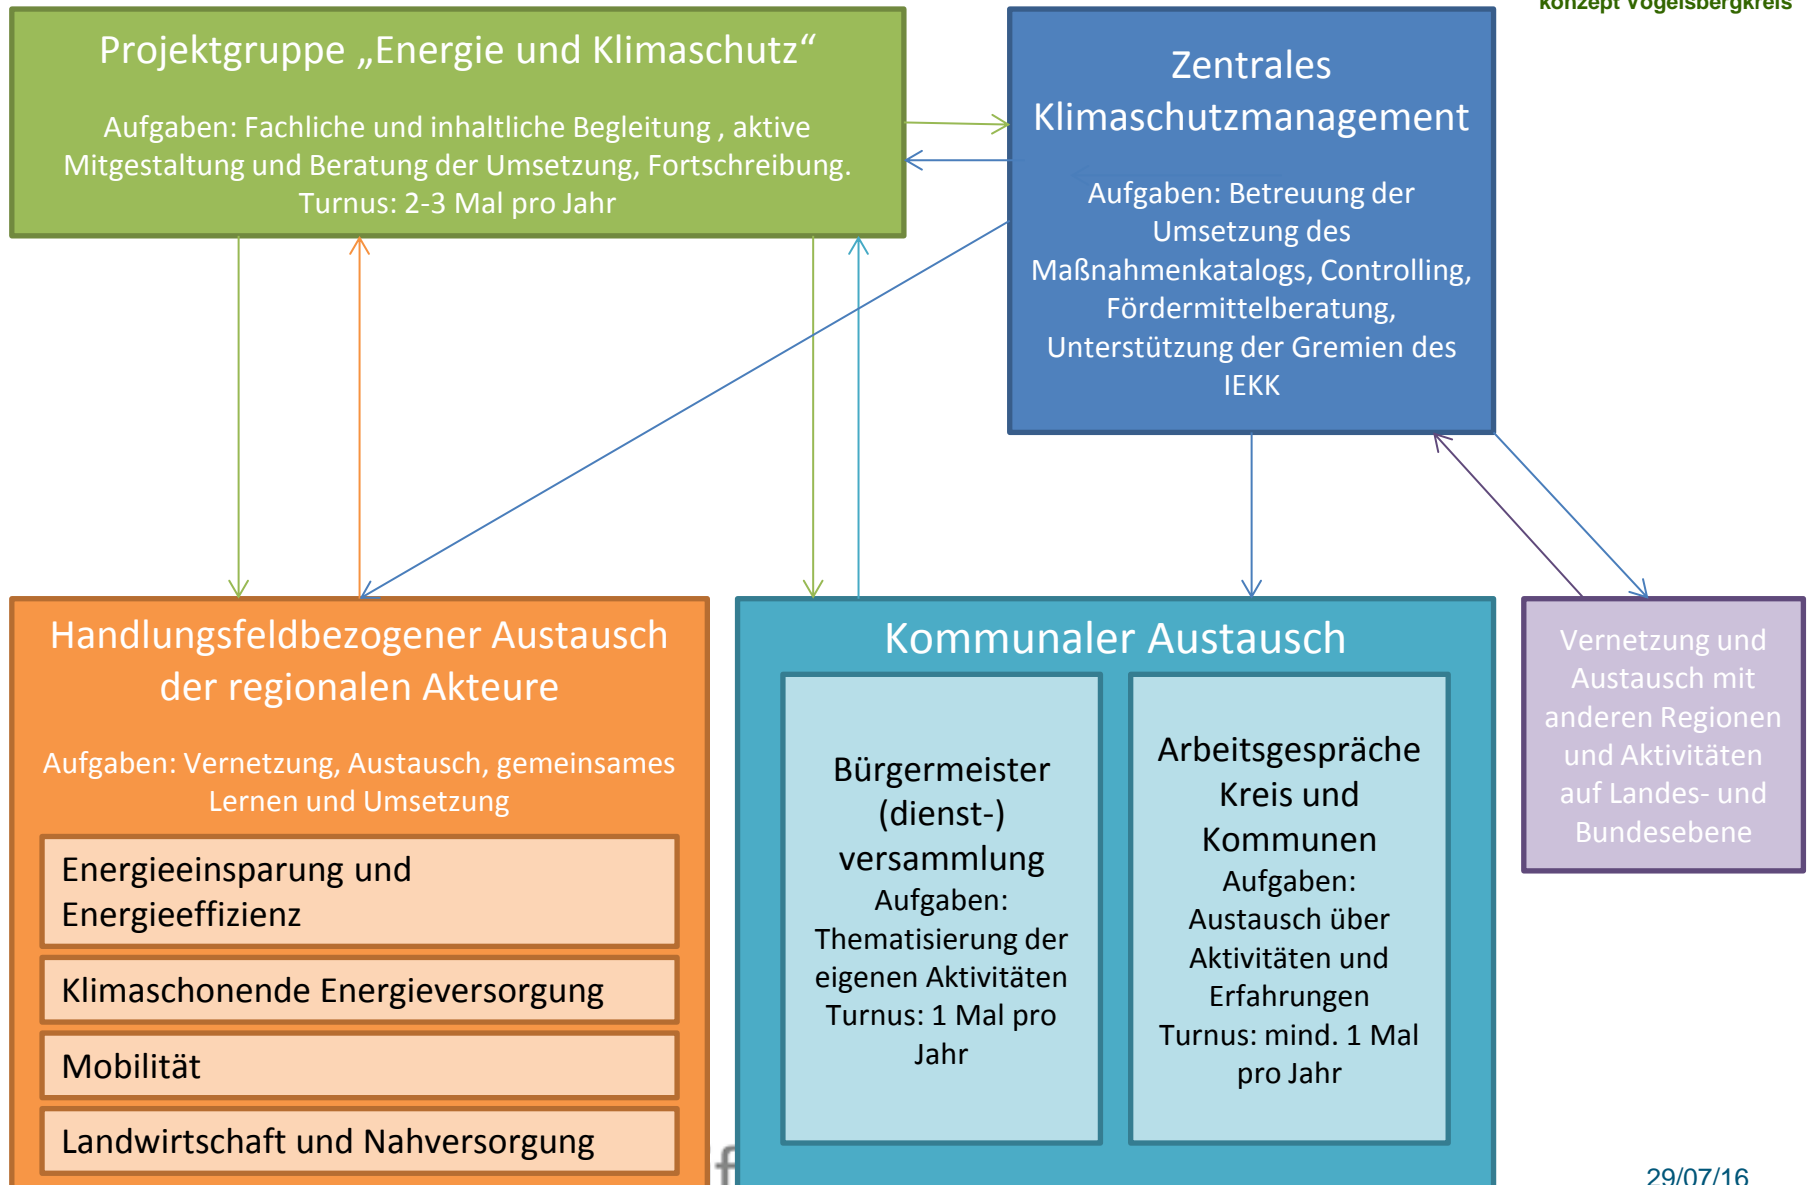 konzept Vogelsbergkreis
Projektgruppe „Energie und Klimaschutz“
Aufgaben: Fachliche und inhaltliche Begleitung , aktive
Mitgestaltung und Beratung der Umsetzung, Fortschreibung.
Turnus: 2-3 Mal pro Jahr
Zentrales
Klimaschutzmanagement
Aufgaben: Betreuung der
Umsetzung des
Maßnahmenkatalogs, Controlling,
Fördermittelberatung,
Unterstützung der Gremien des
IEKK
Handlungsfeldbezogener Austausch
der regionalen Akteure
Aufgaben: Vernetzung, Austausch, gemeinsames
Lernen und Umsetzung
Energieeinsparung und
Energieeffizienz
Klimaschonende Energieversorgung
Mobilität
Landwirtschaft und Nahversorgung
Kommunaler Austausch
Bürgermeister
(dienst-)
versammlung
Aufgaben:
Thematisierung der
eigenen Aktivitäten
Turnus: 1 Mal pro
Jahr
Arbeitsgespräche
Kreis und
Kommunen
Aufgaben:
Austausch über
Aktivitäten und
Erfahrungen
Turnus: mind. 1 Mal
pro Jahr
Vernetzung und
Austausch mit
anderen Regionen
und Aktivitäten
auf Landes- und
Bundesebene
29/07/16